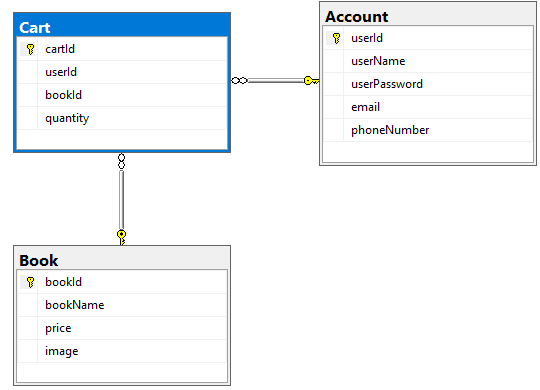 Cart
cartId
userId
bookId
quantity
Account
userId
userName
userPassword
email
phoneNumber
Book
bookId
bookName
price
image